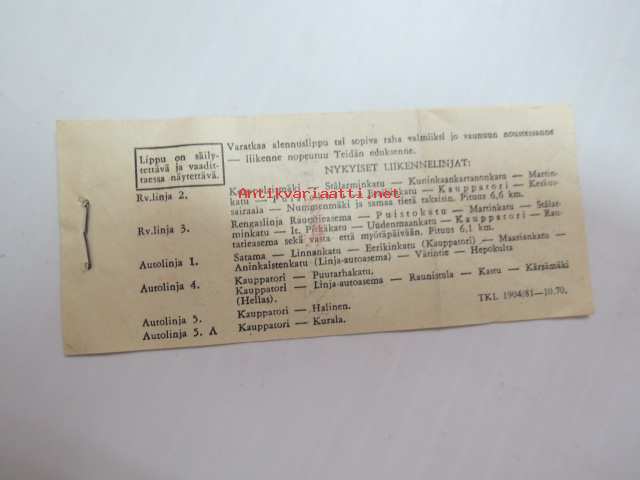 Lippu on säily-
tettävä ja vaadit-
taessa näytettävä.
Varatkaa alennuslippu tai sopiva raha valmiiksi jo vaunuun noustessanne
— liikenne nopeutuu Teidän eduksenne.
NYKYISET LIIKENNELINJAT:
Rv.linja 2. — Stålarminkatu — Kuninkaankartanonkatu — Martin-
katu — Kauppatori — Keskus-
sairaala — Nummenmäki ja samaa tietä takaisin. Pituus 6,6 km.
Rv.linja 3. Rengaslinja Rautatieasema — Puistokatu — Martinkatu — Stålar-
minkatu — It. Pitkäkatu — Uudenmaankatu — Kauppatori — Rau-
tatieasema sekä vasta että myötäpäivään. Pituus 6,1 km.
Autolinja 1. Satama — Linnankatu — Eerikinkatu (Kauppatori) — Maariankatu —
Aninkaistenkatu (Linja-autoasema) — Värintie — Hepokulta
Kauppatori — Puutarhakatu.
Autolinja 4. Kauppatori — Linja-autoasema — Raunistula — Kastu — Kärsämäki
(Hellas).
Autolinja 5. Kauppatori — Halinen.
Autolinja 5. A Kauppatori — Kurala.
TKL 1904/81—10.70.
Antikvariaatti.net